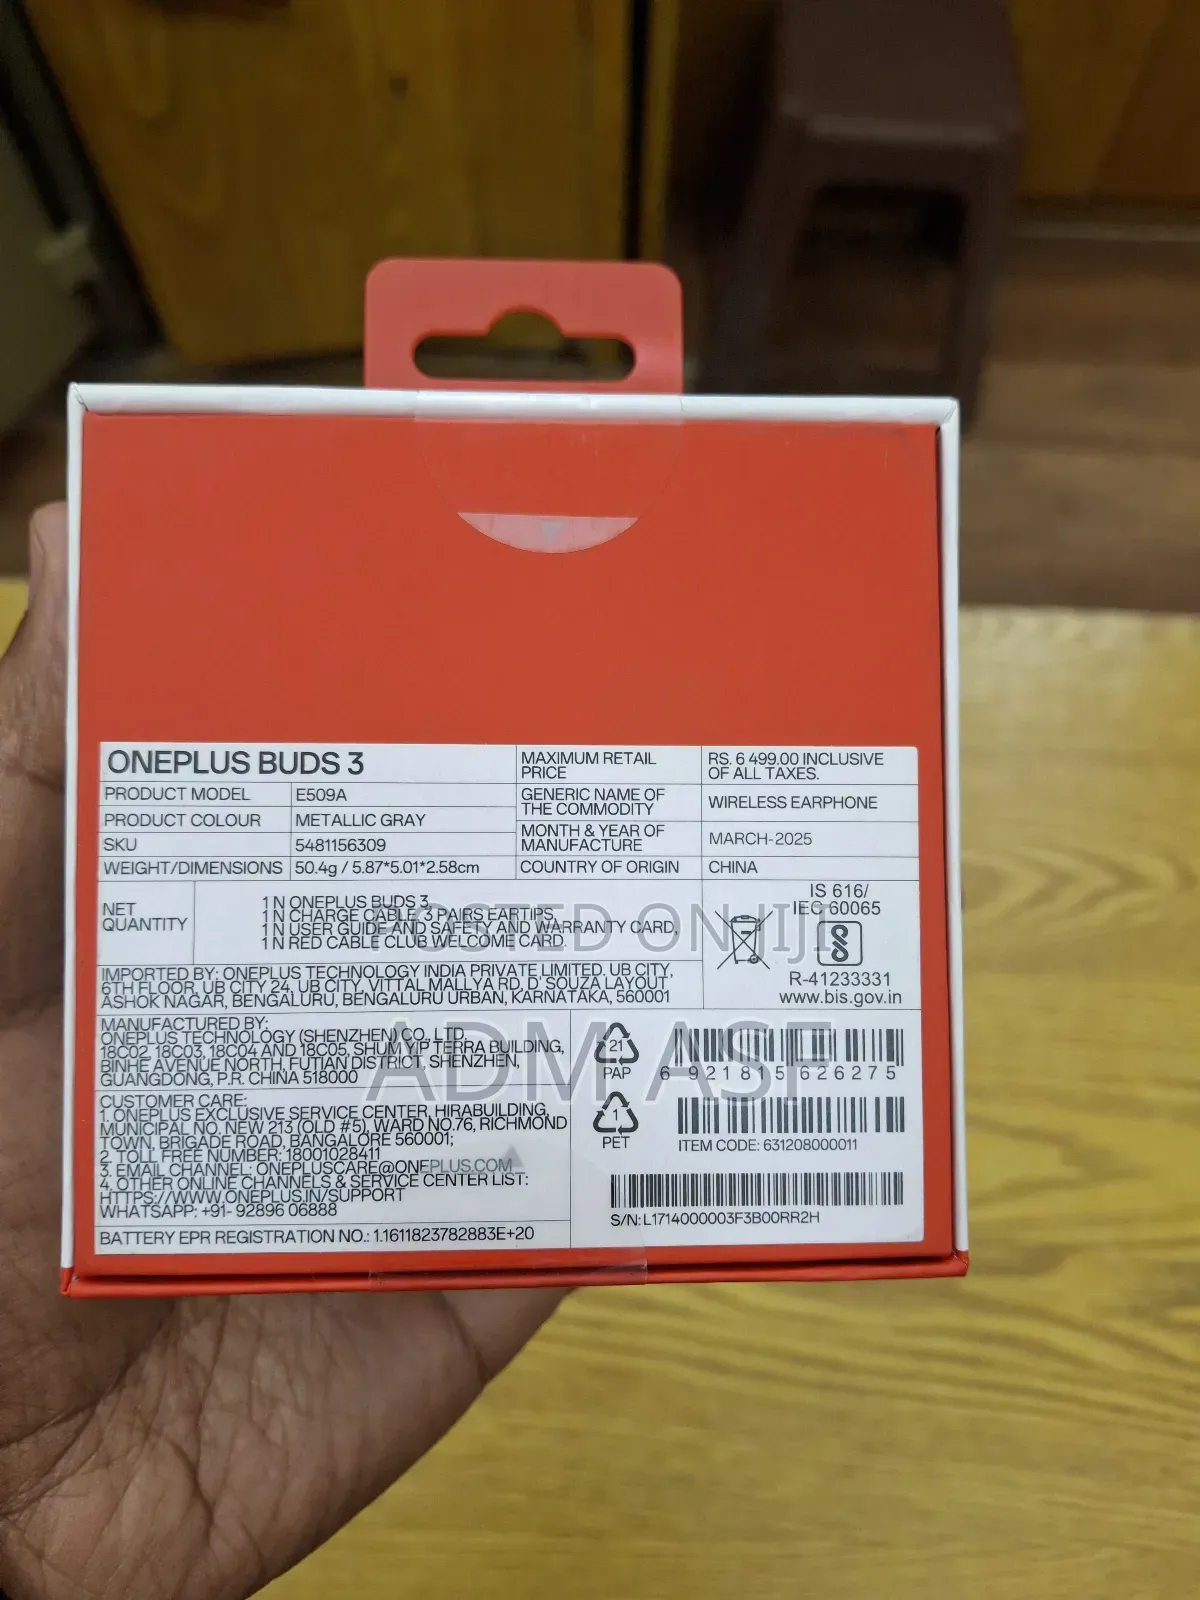 ONEPLUS BUDS 3
PRODUCT MODEL E509A
PRODUCT COLOUR METALLIC GRAY
SKU 5481156309
WEIGHT/DIMENSIONS 50.4g / 5.87*5.01*2.58cm
MAXIMUM RETAIL
PRICE
RS. 6 499.00 INCLUSIVE
OF ALL TAXES.
GENERIC NAME OF
THE COMMODITY
WIRELESS EARPHONE
MONTH & YEAR OF
MANUFACTURE
MARCH-2025
COUNTRY OF ORIGIN CHINA
NET
QUANTITY
1 N ONEPLUS BUDS 3,
1 N CHARGE CABLE, 3 PAIRS EARTIPS,
1 N USER GUIDE AND SAFETY AND WARRANTY CARD,
1 N RED CABLE CLUB WELCOME CARD.
IS 616/
IEC 60065
R-41233331
www.bis.gov.in
IMPORTED BY: ONEPLUS TECHNOLOGY INDIA PRIVATE LIMITED. UB CITY,
6TH FLOOR, UB CITY 24, UB CITY, VITTAL MALLYA RD, D' SOUZA LAYOUT
ASHOK NAGAR, BENGALURU, BENGALURU URBAN, KARNATAKA, 560001
MANUFACTURED BY:
ONEPLUS TECHNOLOGY (SHENZHEN) CO., LTD.
18C02, 18C03, 18C04 AND 18C05, SHUM YIP TERRA BUILDING,
BINHE AVENUE NORTH, FUTIAN DISTRICT, SHENZHEN,
GUANGDONG, P.R. CHINA 518000
CUSTOMER CARE:
1. ONEPLUS EXCLUSIVE SERVICE CENTER, HIRABUILDING,
MUNICIPAL NO. NEW 213 (OLD #5), WARD NO.76, RICHMOND
TOWN, BRIGADE ROAD, BANGALORE 560001;
2. TOLL FREE NUMBER: 18001028411
3. EMAIL CHANNEL: ONEPLUSCARE@ONEPLUS.COM
4. OTHER ONLINE CHANNELS & SERVICE CENTER LIST:
HTTPS://WWW.ONEPLUS.IN/SUPPORT
WHATSAPP: +91- 92896 06888
BATTERY EPR REGISTRATION NO.: 1.1611823782883E+20
21
PAP
1
PET
6 921815 626275
ITEM CODE: 631208000011
S/N: L1714000003F3B00RR2H
POSTED ON JIJI
ADM ASF